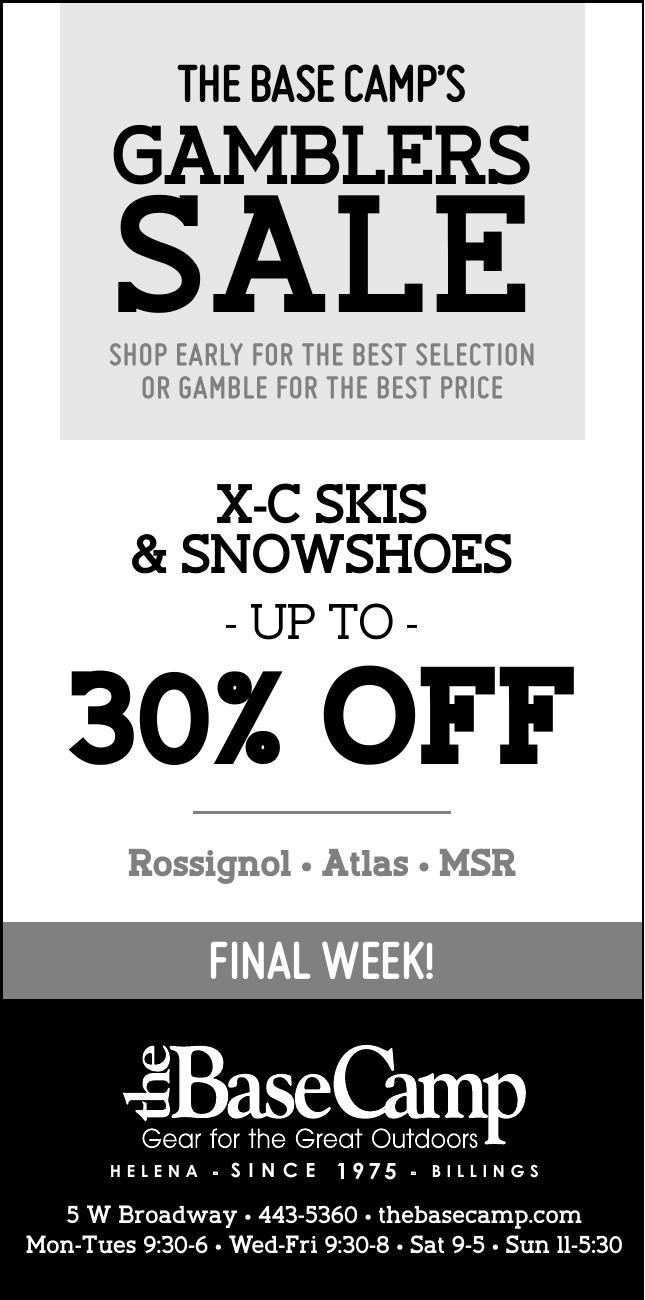 THE BASE CAMP'S
GAMBLERS
SALE
SHOP EARLY FOR THE BEST SELECTION
OR GAMBLE FOR THE BEST PRICE
X-C SKIS
& SNOWSHOES
- UP TO -
30% OFF
Rossignol • Atlas • MSR
FINAL WEEK!
the BaseCamp
Gear for the Great Outdoors
HELENA - SINCE 1975 - BILLINGS
5 W Broadway • 443-5360 • thebasecamp.com
Mon-Tues 9:30-6 • Wed-Fri 9:30-8 • Sat 9-5 • Sun 11-5:30